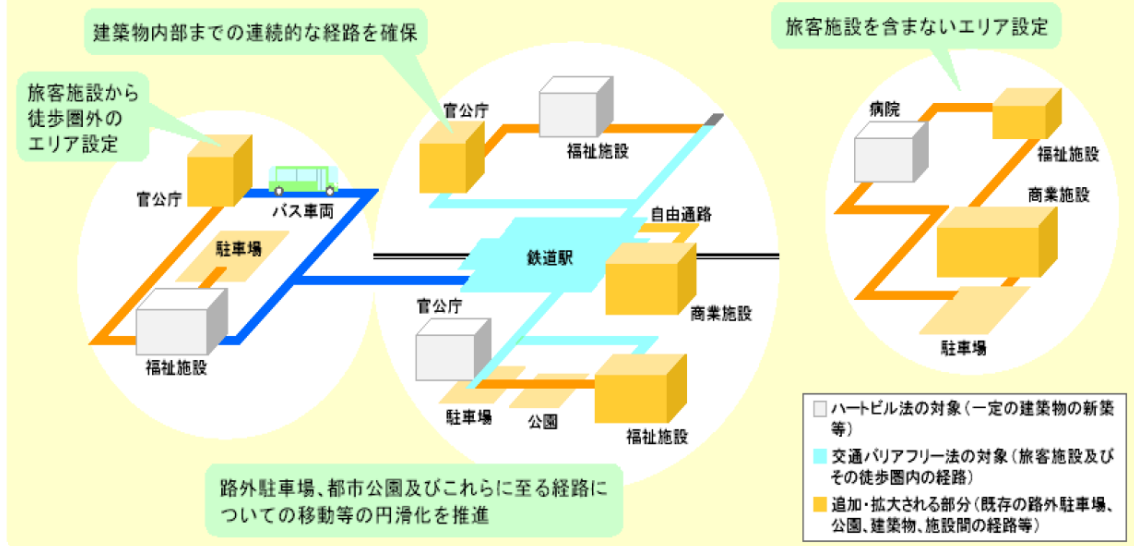 建築物内部までの連続的な経路を確保
旅客施設を含まないエリア設定
旅客施設から
徒歩圏外の
エリア設定
官公庁
バス車両
駐車場
福祉施設
官公庁
福祉施設
自由通路
鉄道駅
商業施設
官公庁
駐車場
公園
福祉施設
病院
福祉施設
商業施設
駐車場
路外駐車場、都市公園及びこれらに至る経路に
ついての移動等の円滑化を推進
ハートビル法の対象(一定の建築物の新築
等)
交通バリアフリー法の対象(旅客施設及び
その徒歩圏内の経路)
追加・拡大される部分(既存の路外駐車場、
公園、建築物、施設間の経路等)